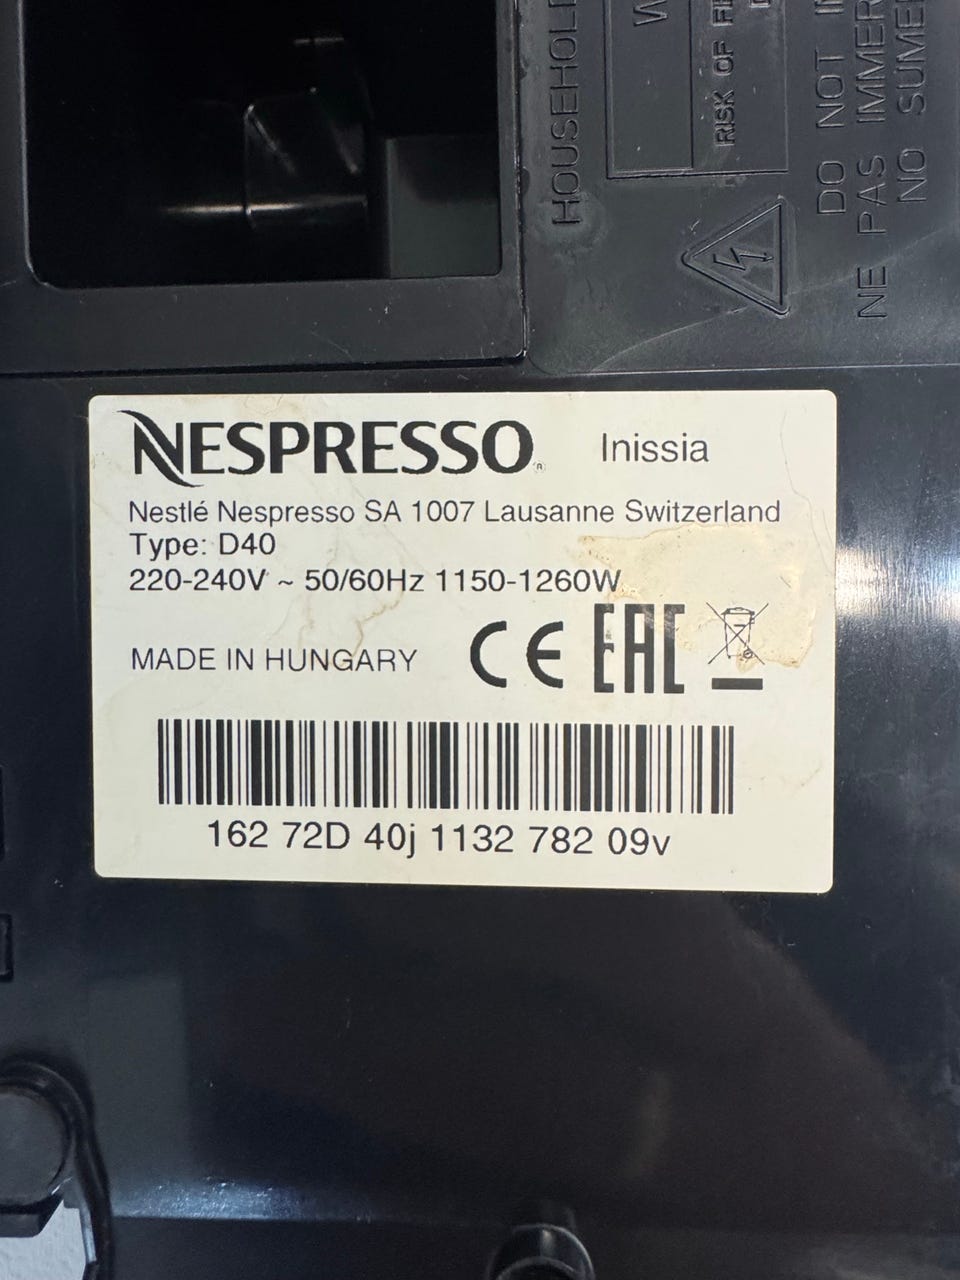 HOUSEHOLD
RISK OF
DO NOT
NE PAS IMMER
NO SUME
NESPRESSO® Inissia
Nestlé Nespresso SA 1007 Lausanne Switzerland
Type: D40
220-240V ~ 50/60Hz 1150-1260W
MADE IN HUNGARY CE EAC
162 72D 40j 1132 782 09v